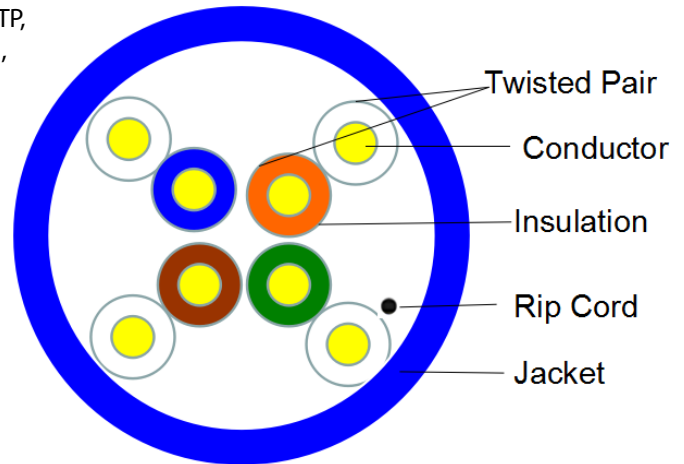 TP,
,
Twisted Pair
Conductor
Insulation
Rip Cord
Jacket